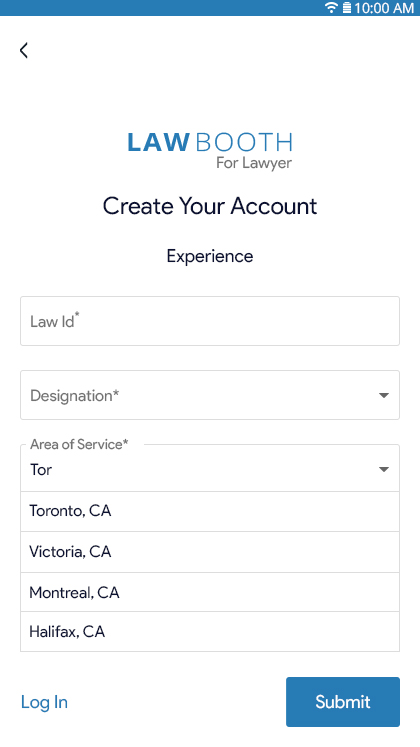 10:00 AM
LAW BOOTH
For Lawyer
Create Your Account
Experience
Law Id*
Designation*
Area of Service*
Tor
Toronto, CA
Victoria, CA
Montreal, CA
Halifax, CA
Log In
Submit